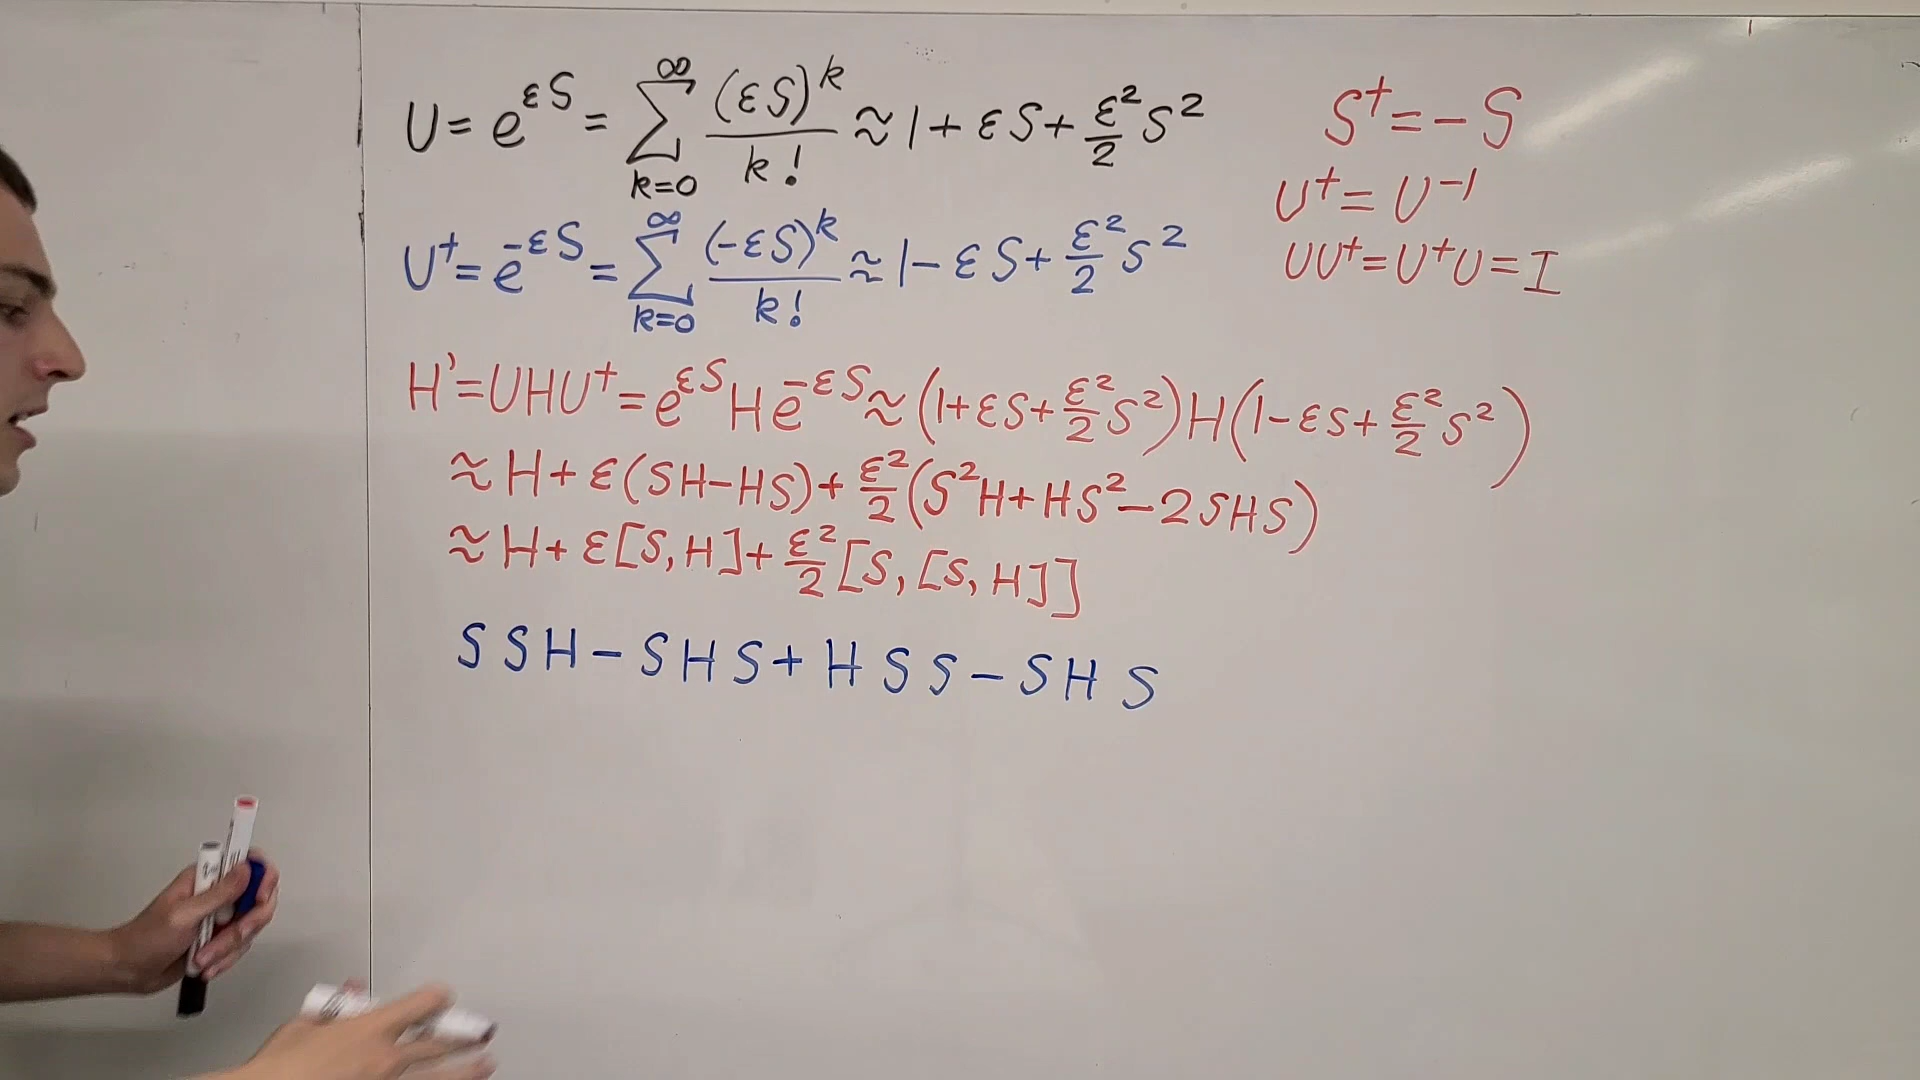 U = e^{εS} = ∑_{k=0}^{∞} (εS)^k / k! ≈ 1 + εS + ε²/2 S²
S† = -S
U† = U⁻¹
U† = e^{-εS} = ∑_{k=0}^{∞} (-εS)^k / k! ≈ 1 - εS + ε²/2 S²
UU† = U†U = I
H' = UHU† = e^{εS} H e^{-εS} ≈ (1 + εS + ε²/2 S²) H (1 - εS + ε²/2 S²)
≈ H + ε(SH - HS) + ε²/2 (S²H + HS² - 2SHS)
≈ H + ε[S, H] + ε²/2 [S, [S, H]]
S S H - S H S + H S S - S H S